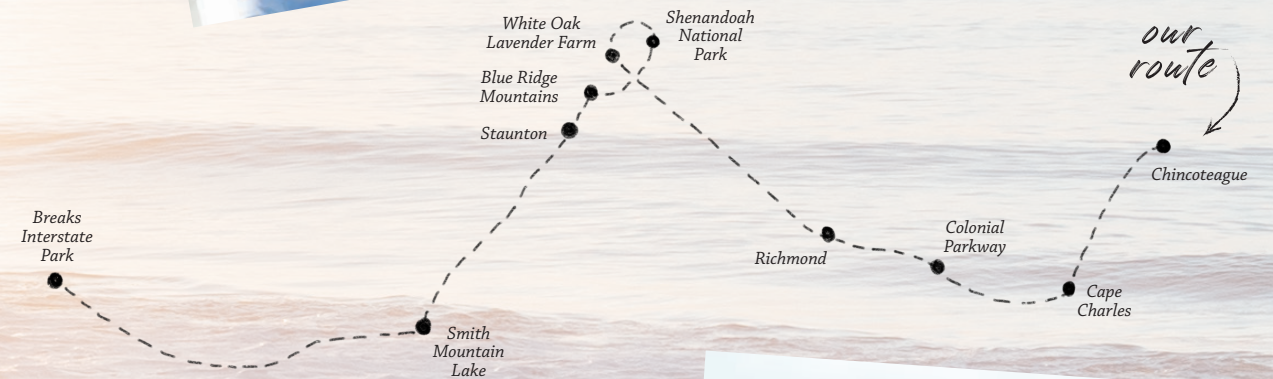 our
route
White Oak
Lavender Farm
Shenandoah
National
Park
Blue Ridge
Mountains
Staunton
Chincoteague
Breaks
Interstate
Park
Colonial
Parkway
Richmond
Cape
Charles
Smith
Mountain
Lake